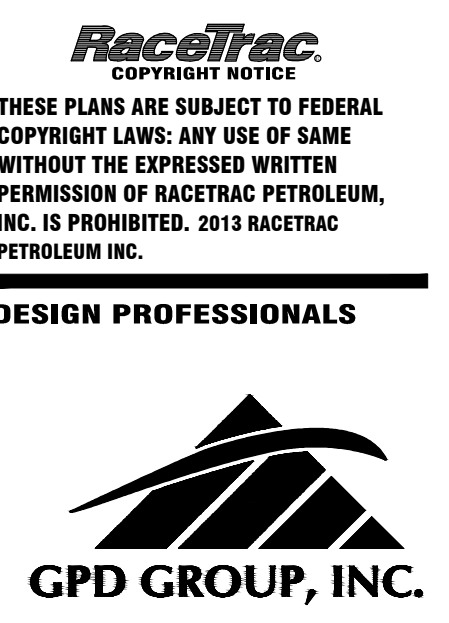 RaceTrac®
COPYRIGHT NOTICE
THESE PLANS ARE SUBJECT TO FEDERAL
COPYRIGHT LAWS: ANY USE OF SAME
WITHOUT THE EXPRESSED WRITTEN
PERMISSION OF RACETRAC PETROLEUM,
INC. IS PROHIBITED. 2013 RACETRAC
PETROLEUM INC.
DESIGN PROFESSIONALS
GPD GROUP, INC.